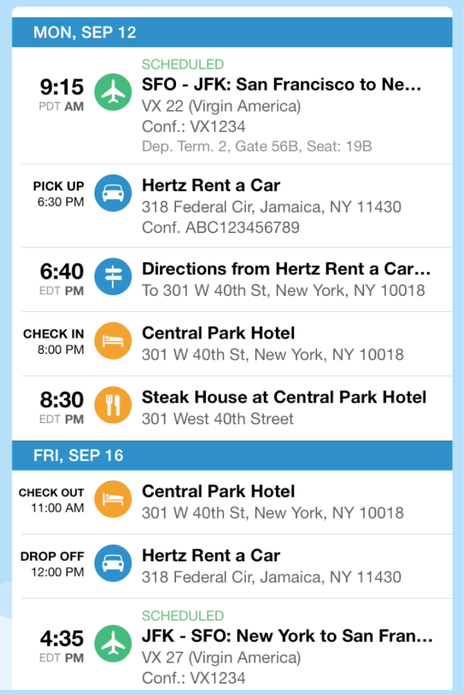 MON, SEP 12
SCHEDULED
9:15 PDT AM
SFO - JFK: San Francisco to Ne...
VX 22 (Virgin America)
Conf.: VX1234
Dep. Term. 2, Gate 56B, Seat: 19B
PICK UP 6:30 PM
Hertz Rent a Car
318 Federal Cir, Jamaica, NY 11430
Conf. ABC123456789
6:40 EDT PM
Directions from Hertz Rent a Car...
To 301 W 40th St, New York, NY 10018
CHECK IN 8:00 PM
Central Park Hotel
301 W 40th St, New York, NY 10018
8:30 EDT PM
Steak House at Central Park Hotel
301 West 40th Street
FRI, SEP 16
CHECK OUT 11:00 AM
Central Park Hotel
301 W 40th St, New York, NY 10018
DROP OFF 12:00 PM
Hertz Rent a Car
318 Federal Cir, Jamaica, NY 11430
SCHEDULED
4:35 EDT PM
JFK - SFO: New York to San Fran...
VX 27 (Virgin America)
Conf.: VX1234